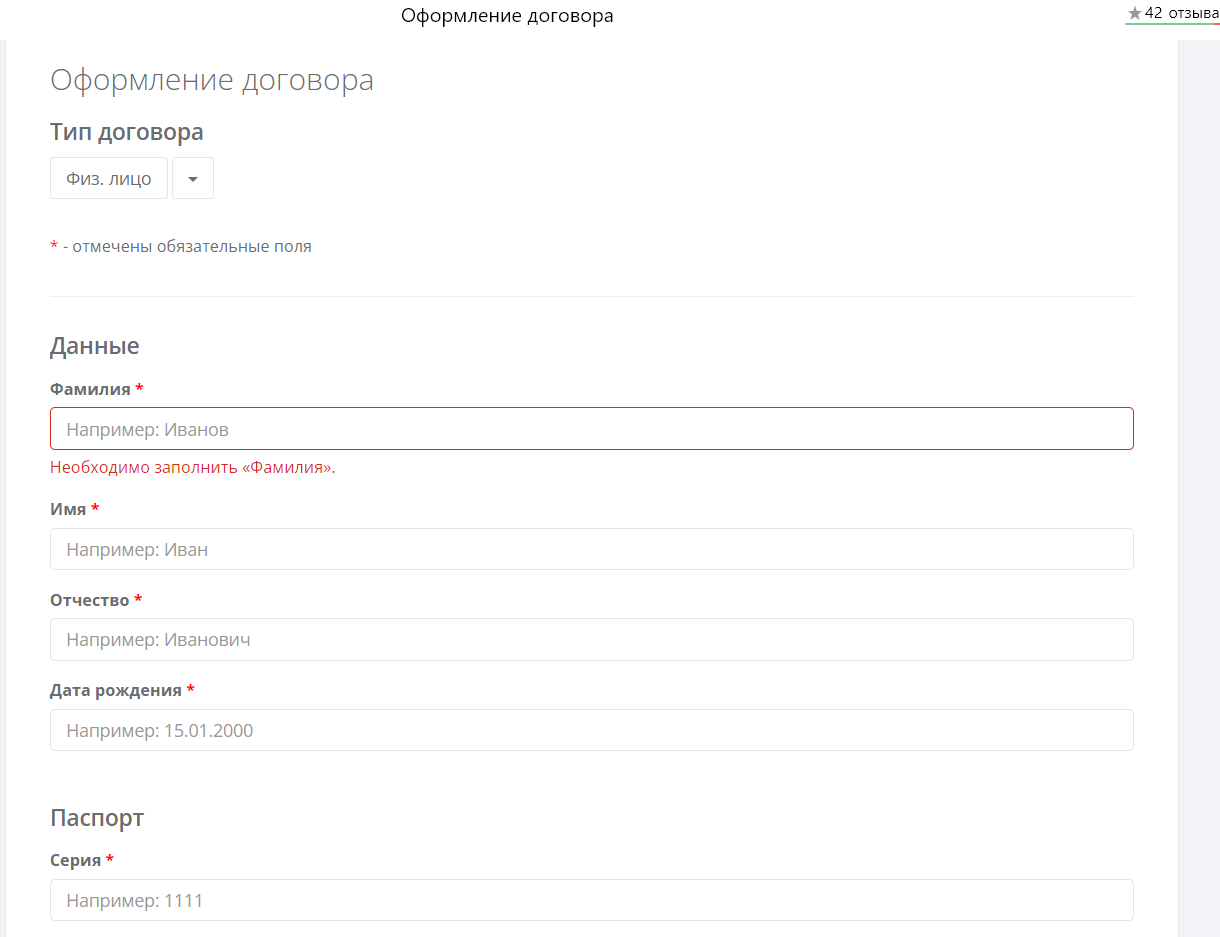 Оформление договора
42 отзыва
Оформление договора
Тип договора
Физ. лицо
* - отмечены обязательные поля
Данные
Фамилия *
Например: Иванов
Необходимо заполнить «Фамилия».
Имя *
Например: Иван
Отчество *
Например: Иванович
Дата рождения *
Например: 15.01.2000
Паспорт
Серия *
Например: 1111